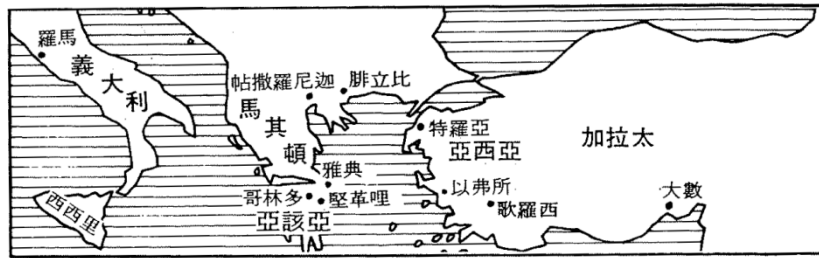 羅馬
義大利
西西里
帖撒羅尼迦
腓立比
馬其頓
雅典
哥林多
堅革哩
亞該亞
特羅亞
亞西亞
以弗所
歌羅西
加拉太
大數